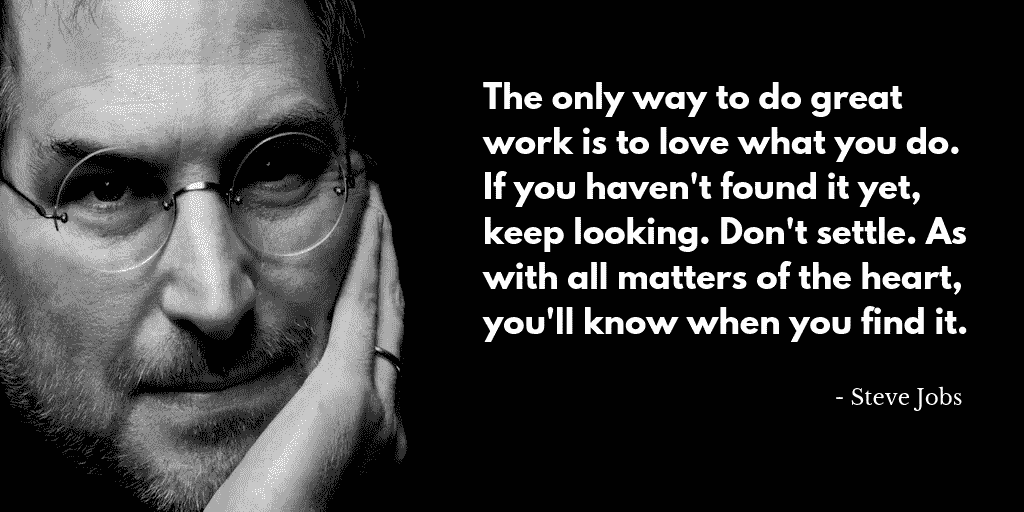 The only way to do great
work is to love what you do.
If you haven't found it yet,
keep looking. Don't settle. As
with all matters of the heart,
you'll know when you find it.
- Steve Jobs